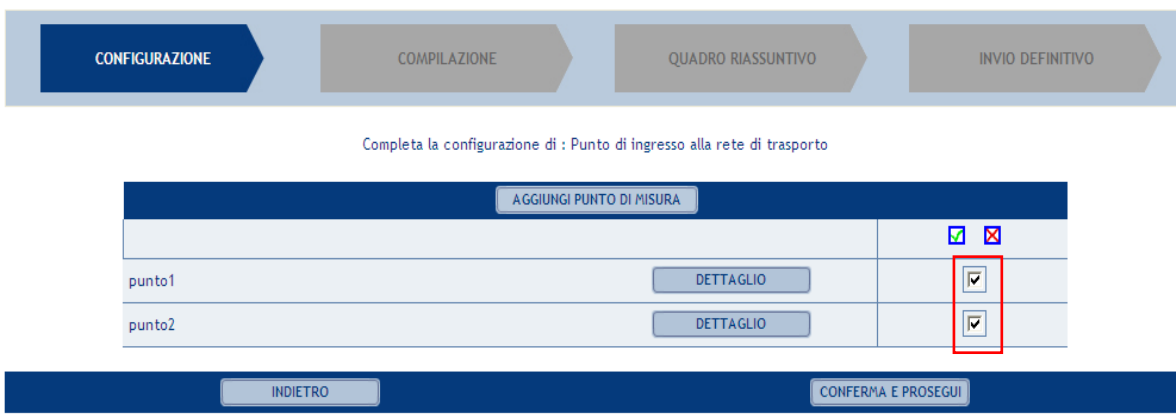 CONFIGURAZIONE COMPILAZIONE QUADRO RIASSUNTIVO INVIO DEFINITIVO
Completa la configurazione di : Punto di ingresso alla rete di trasporto
AGGIUNGI PUNTO DI MISURA
punto1 DETTAGLIO
punto2 DETTAGLIO
INDIETRO CONFERMA E PROSEGUI